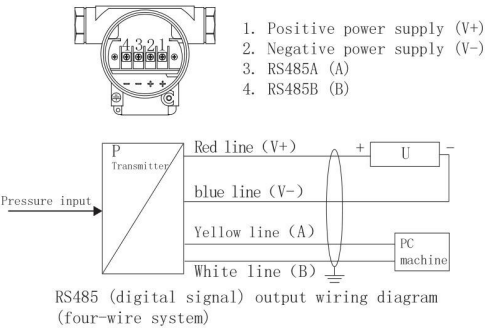 4 3 2 1
1. Positive power supply (V+)
2. Negative power supply (V-)
3. RS485A (A)
4. RS485B (B)
- - + +
P
Transmitter
Red line (V+)
+
U
-
blue line (V-)
Pressure input
Yellow line (A)
PC
machine
White line (B)
RS485 (digital signal) output wiring diagram
(four-wire system)